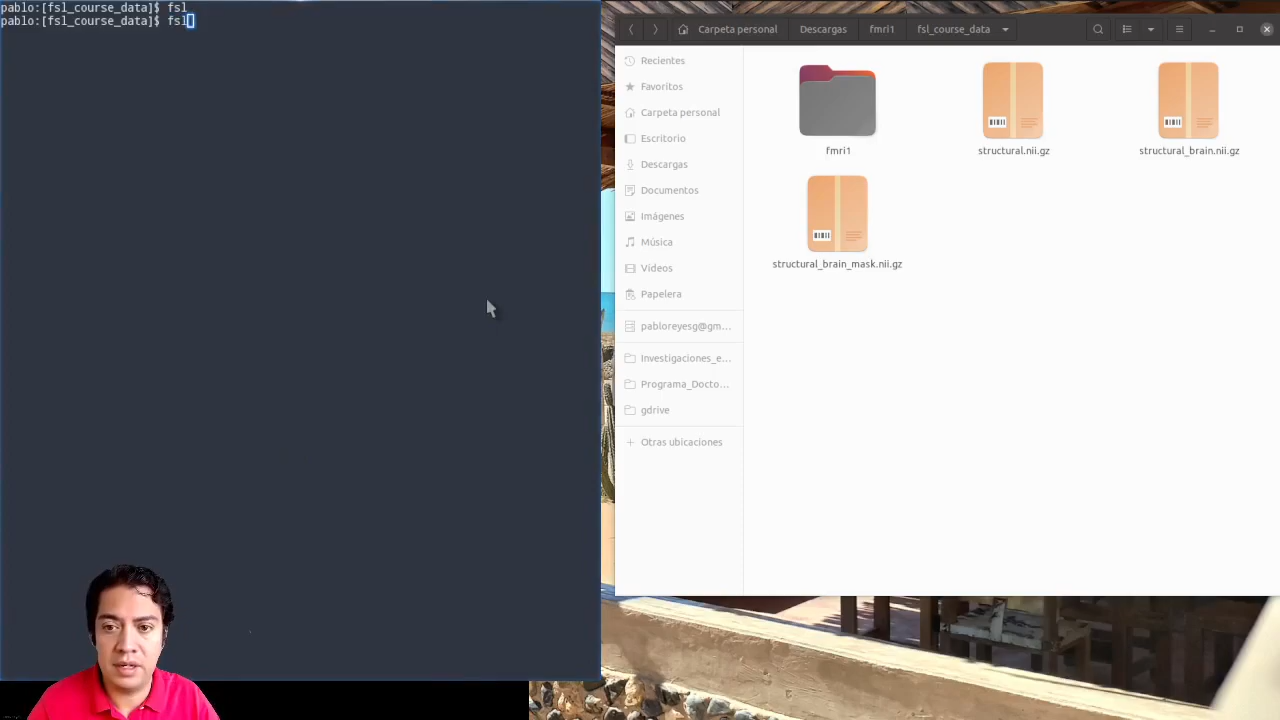 pablo:[fsl_course_data]$ fsl
pablo:[fsl_course_data]$ fsl
Carpeta personal
Descargas
fmri1
fsl_course_data
Recientes
Favoritos
Carpeta personal
Escritorio
Descargas
Documentos
Imágenes
Música
Vídeos
Papelera
pabloreyesg@gm…
Investigaciones_e…
Programa_Docto…
gdrive
Otras ubicaciones
fmri1
structural.nii.gz
structural_brain.nii.gz
structural_brain_mask.nii.gz